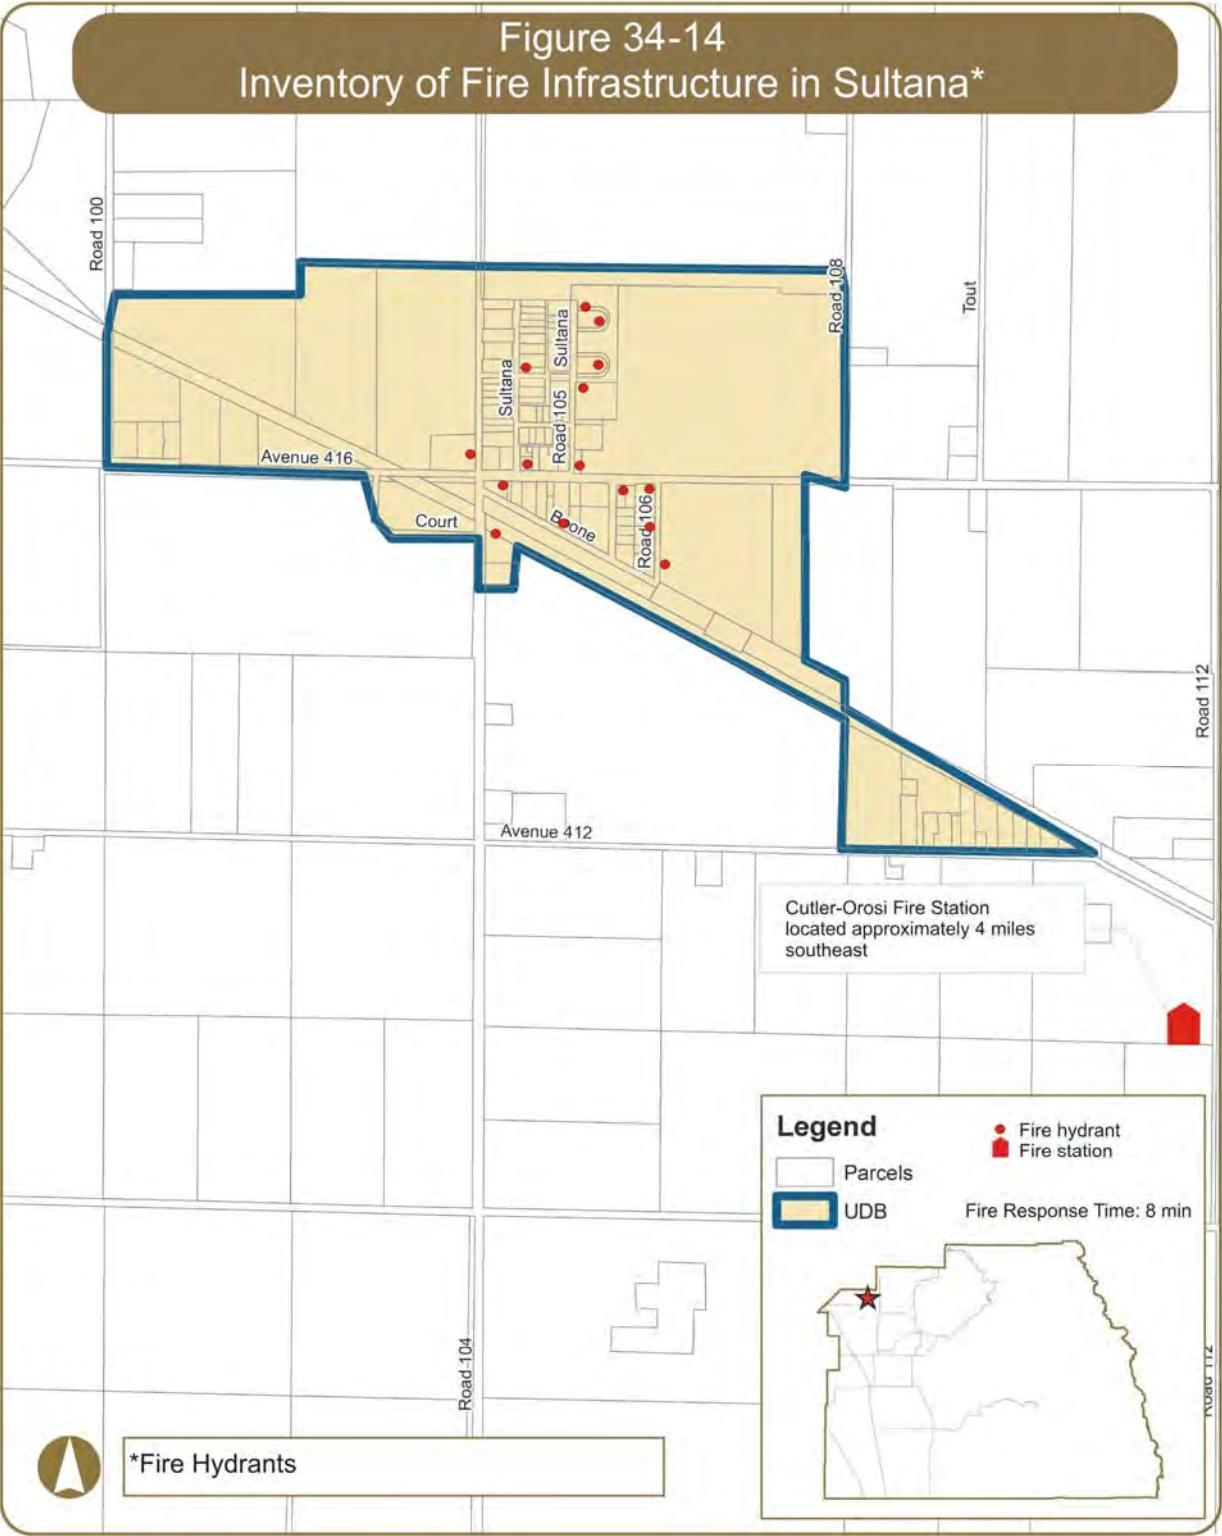 Figure 34-14
Inventory of Fire Infrastructure in Sultana*
Road 100
Road 108
Tout
Sultana
Sultana
Road 105
Avenue 416
Court
Boone
Road 106
Road 112
Avenue 412
Cutler-Orosi Fire Station
located approximately 4 miles
southeast
Legend
Fire hydrant
Fire station
Parcels
UDB
Fire Response Time: 8 min
Road 104
Road 112
*Fire Hydrants